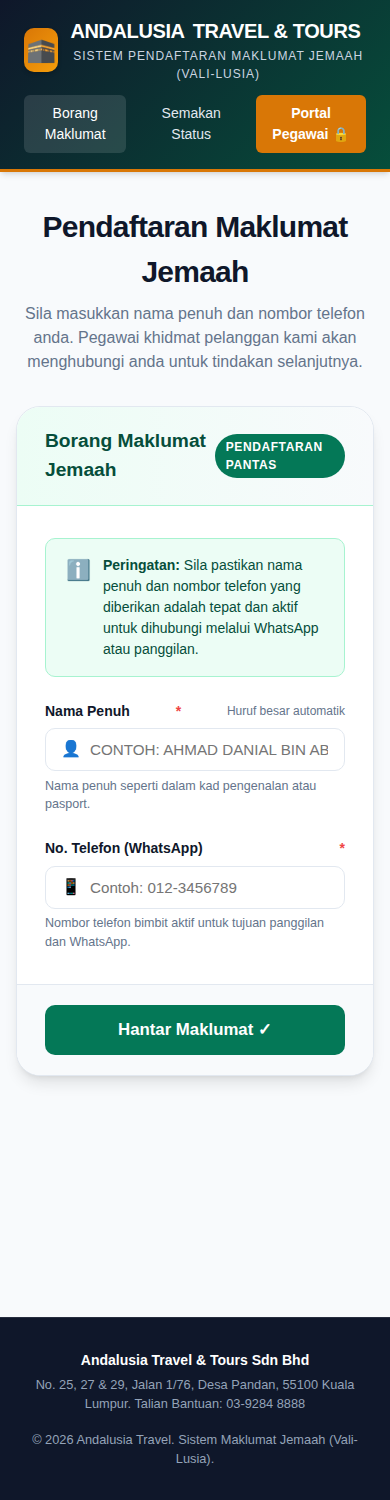 ANDALUSIA TRAVEL & TOURS
SISTEM PENDAFTARAN MAKLUMAT JEMAAH
(VALI-LUSIA)
Borang
Maklumat
Semakan
Status
Portal
Pegawai 🔒
Pendaftaran Maklumat
Jemaah
Sila masukkan nama penuh dan nombor telefon
anda. Pegawai khidmat pelanggan kami akan
menghubungi anda untuk tindakan selanjutnya.
Borang Maklumat
Jemaah
PENDAFTARAN
PANTAS
ℹ️ Peringatan: Sila pastikan nama
penuh dan nombor telefon yang
diberikan adalah tepat dan aktif
untuk dihubungi melalui WhatsApp
atau panggilan.
Nama Penuh * Huruf besar automatik
👤 CONTOH: AHMAD DANIAL BIN AB
Nama penuh seperti dalam kad pengenalan atau
pasport.
No. Telefon (WhatsApp) *
📱 Contoh: 012-3456789
Nombor telefon bimbit aktif untuk tujuan panggilan
dan WhatsApp.
Hantar Maklumat ✓
Andalusia Travel & Tours Sdn Bhd
No. 25, 27 & 29, Jalan 1/76, Desa Pandan, 55100 Kuala
Lumpur. Talian Bantuan: 03-9284 8888
© 2026 Andalusia Travel. Sistem Maklumat Jemaah (Vali-
Lusia).